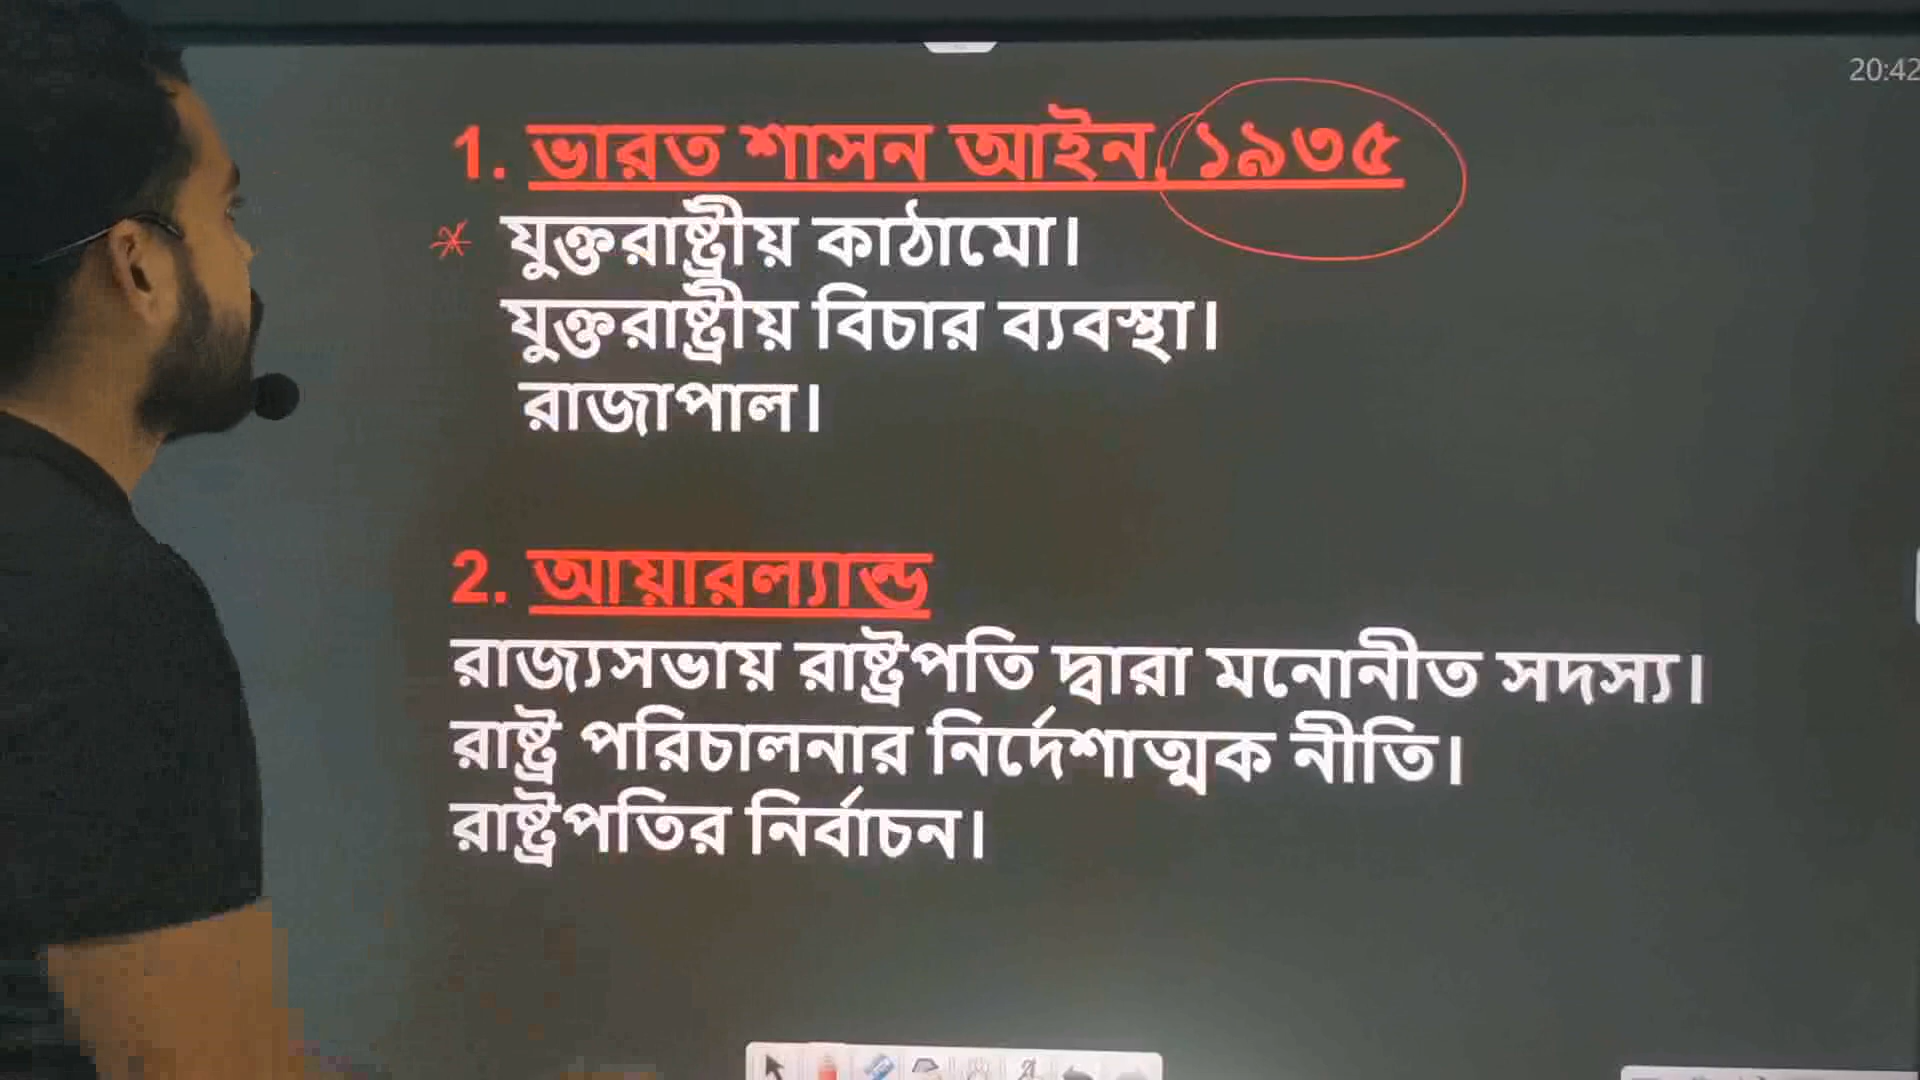 20:42
1. ভারত শাসন আইন, ১৯৩৫
* যুক্তরাষ্ট্রীয় কাঠামো।
যুক্তরাষ্ট্রীয় বিচার ব্যবস্থা।
রাজাপাল।
2. আয়ারল্যান্ড
রাজ্যসভায় রাষ্ট্রপতি দ্বারা মনোনীত সদস্য।
রাষ্ট্র পরিচালনার নির্দেশাত্মক নীতি।
রাষ্ট্রপতির নির্বাচন।